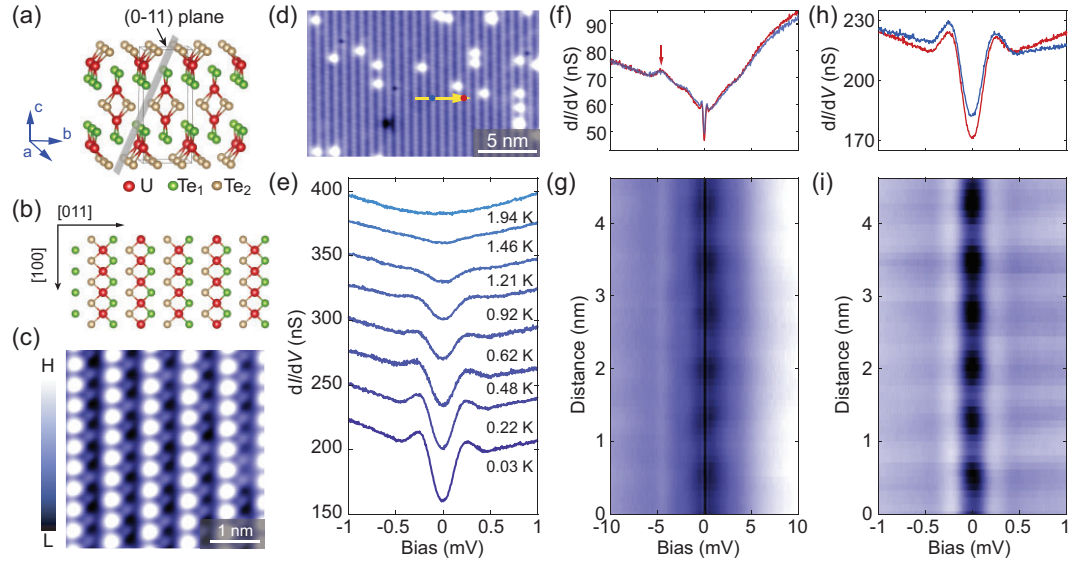 (a)
(0-11) plane
c
b
a
U Te1 Te2
(b)
[011]
[100]
(c)
H
L
1 nm
(d)
5 nm
(e)
400
350
300
250
200
150
dI/dV (nS)
1.94 K
1.46 K
1.21 K
0.92 K
0.62 K
0.48 K
0.22 K
0.03 K
-1 -0.5 0 0.5 1
Bias (mV)
(f)
90
80
70
60
50
dI/dV (nS)
(g)
4
3
2
1
0
Distance (nm)
-10 -5 0 5 10
Bias (mV)
(h)
230
200
170
dI/dV (nS)
(i)
4
3
2
1
0
Distance (nm)
-1 -0.5 0 0.5 1
Bias (mV)